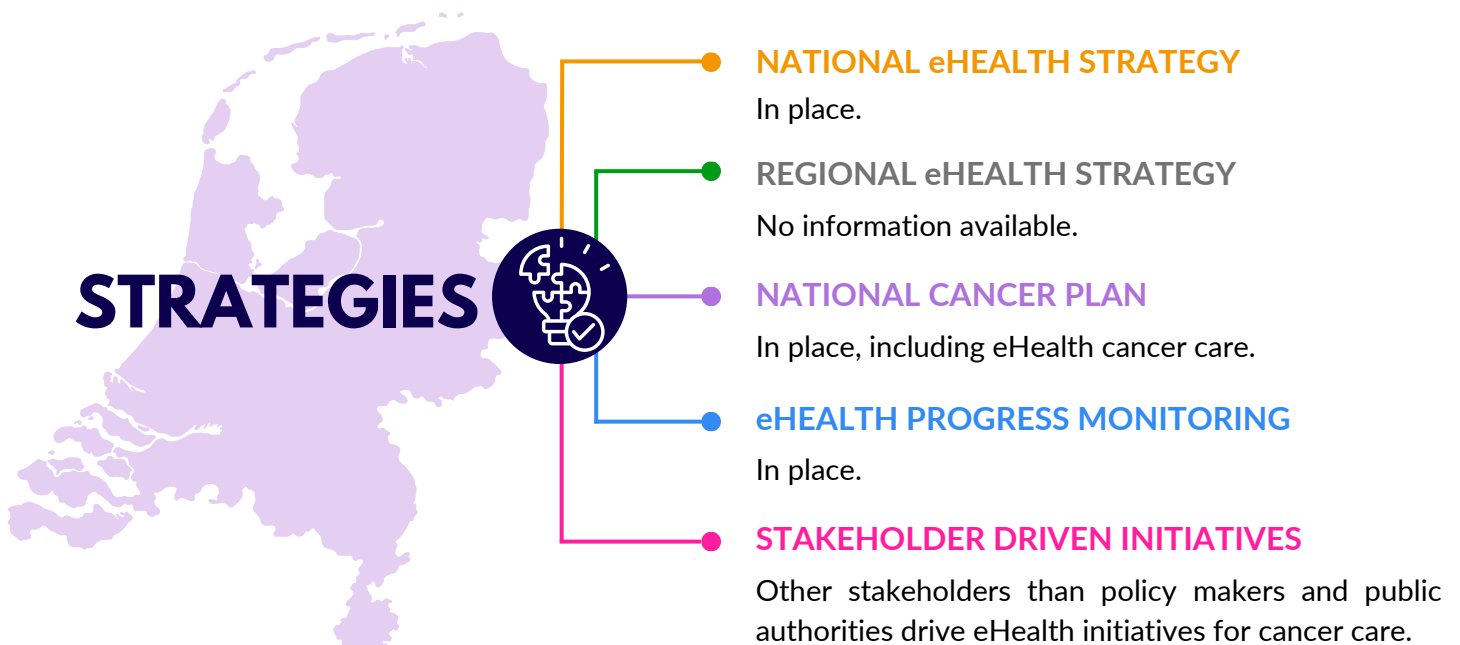 STRATEGIES
NATIONAL eHEALTH STRATEGY
In place.
REGIONAL eHEALTH STRATEGY
No information available.
NATIONAL CANCER PLAN
In place, including eHealth cancer care.
eHEALTH PROGRESS MONITORING
In place.
STAKEHOLDER DRIVEN INITIATIVES
Other stakeholders than policy makers and public
authorities drive eHealth initiatives for cancer care.